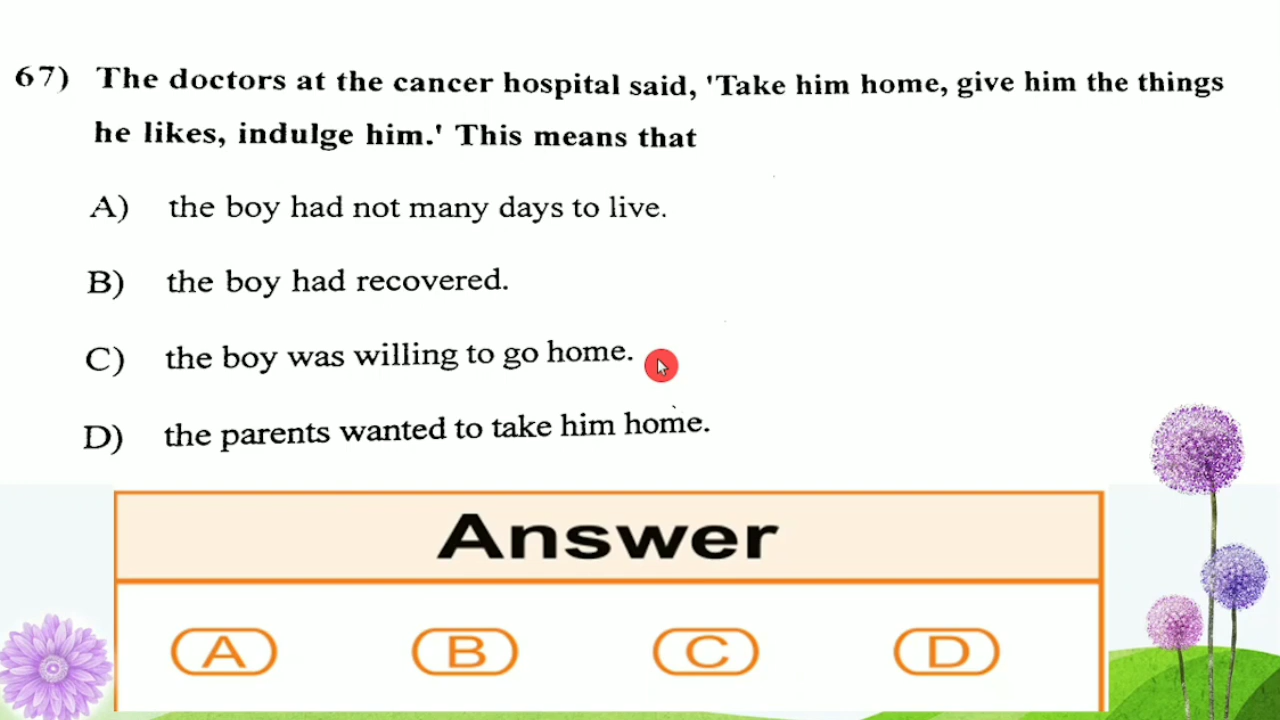 67) The doctors at the cancer hospital said, 'Take him home, give him the things
he likes, indulge him.' This means that
A) the boy had not many days to live.
B) the boy had recovered.
C) the boy was willing to go home.
D) the parents wanted to take him home.
Answer
A B C D